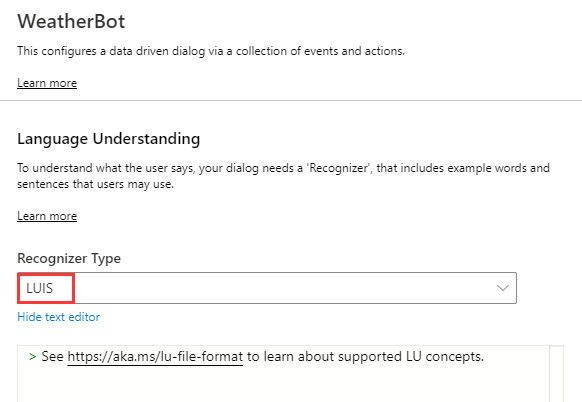 WeatherBot
This configures a data driven dialog via a collection of events and actions.
Learn more
Language Understanding
To understand what the user says, your dialog needs a 'Recognizer', that includes example words and
sentences that users may use.
Learn more
Recognizer Type
LUIS
Hide text editor
> See https://aka.ms/lu-file-format to learn about supported LU concepts.